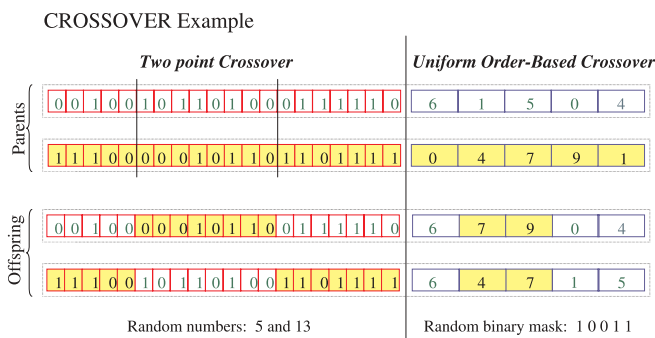 CROSSOVER Example
Two point Crossover Uniform Order-Based Crossover
Parents
0 0 1 0 0 1 0 1 1 0 1 0 0 0 1 1 1 1 1 0 6 1 5 0 4
1 1 1 0 0 0 0 0 1 0 1 1 0 1 1 0 1 1 1 1 0 4 7 9 1
Offspring
0 0 1 0 0 0 0 0 1 0 1 1 0 0 1 1 1 1 1 0 6 7 9 0 4
1 1 1 0 0 1 0 1 1 0 1 0 0 1 1 0 1 1 1 1 6 4 7 1 5
Random numbers: 5 and 13 Random binary mask: 1 0 0 1 1